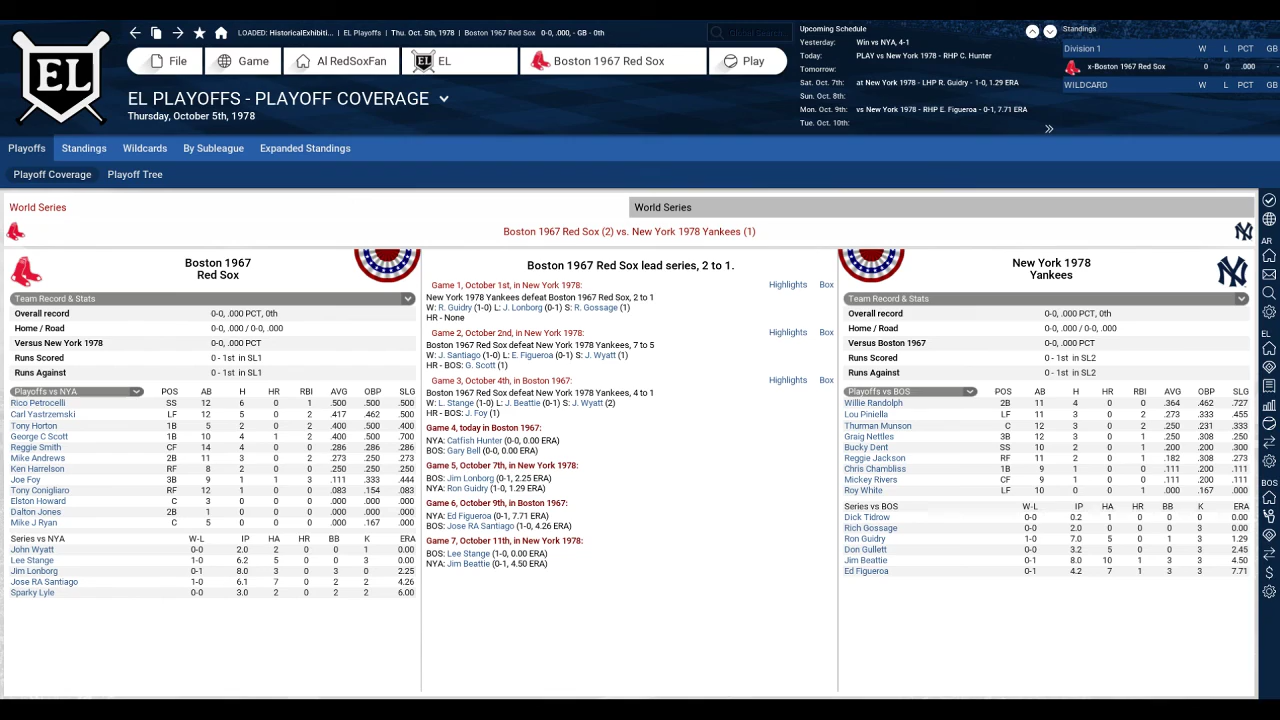 LOADED: HistoricalExhibiti... | EL Playoffs | Thu. Oct. 5th, 1978 | Boston 1967 Red Sox 0-0, .000, - GB - 0th
Global Search
File Game Al RedSoxFan EL Boston 1967 Red Sox Play
EL
EL PLAYOFFS - PLAYOFF COVERAGE
Thursday, October 5th, 1978
Upcoming Schedule
Yesterday: Win vs NYA, 4-1
Today: PLAY vs New York 1978 - RHP C. Hunter
Tomorrow:
Sat. Oct. 7th: at New York 1978 - LHP R. Guidry - 1-0, 1.29 ERA
Sun. Oct. 8th:
Mon. Oct. 9th: vs New York 1978 - RHP E. Figueroa - 0-1, 7.71 ERA
Tue. Oct. 10th:
Standings
Division 1 W L PCT GB
x-Boston 1967 Red Sox 0 0 .000 -
WILDCARD W L PCT GB
Playoffs Standings Wildcards By Subleague Expanded Standings
Playoff Coverage Playoff Tree
World Series World Series
Boston 1967 Red Sox (2) vs. New York 1978 Yankees (1)
Boston 1967
Red Sox
Team Record & Stats
Overall record 0-0, .000 PCT, 0th
Home / Road 0-0, .000 / 0-0, .000
Versus New York 1978 0-0, .000 PCT
Runs Scored 0 - 1st in SL1
Runs Against 0 - 1st in SL1
Playoffs vs NYA POS AB H HR RBI AVG OBP SLG
Rico Petrocelli SS 12 6 0 1 .500 .500 .500
Carl Yastrzemski LF 12 5 0 2 .417 .462 .500
Tony Horton 1B 5 2 0 2 .400 .400 .400
George C Scott 1B 10 4 1 2 .400 .500 .700
Reggie Smith CF 14 4 0 0 .286 .286 .286
Mike Andrews 2B 11 3 0 2 .273 .250 .273
Ken Harrelson RF 8 2 0 0 .250 .250 .250
Joe Foy 3B 9 1 1 3 .111 .333 .444
Tony Conigliaro RF 12 1 0 0 .083 .154 .083
Elston Howard C 3 0 0 0 .000 .000 .000
Dalton Jones 2B 1 0 0 0 .000 .000 .000
Mike J Ryan C 5 0 0 0 .000 .167 .000
Series vs NYA W-L IP HA HR BB K ERA
John Wyatt 0-0 2.0 2 0 0 1 0.00
Lee Stange 1-0 6.2 5 0 0 3 0.00
Jim Lonborg 0-1 8.0 3 0 3 0 2.25
Jose RA Santiago 1-0 6.1 7 0 2 2 4.26
Sparky Lyle 0-0 3.0 2 0 2 2 6.00
Boston 1967 Red Sox lead series, 2 to 1.
Game 1, October 1st, in New York 1978: Highlights Box
New York 1978 Yankees defeat Boston 1967 Red Sox, 2 to 1
W: R. Guidry (1-0) L: J. Lonborg (0-1) S: R. Gossage (1)
HR - None
Game 2, October 2nd, in New York 1978: Highlights Box
Boston 1967 Red Sox defeat New York 1978 Yankees, 7 to 5
W: J. Santiago (1-0) L: E. Figueroa (0-1) S: J. Wyatt (1)
HR - BOS: G. Scott (1)
Game 3, October 4th, in Boston 1967: Highlights Box
Boston 1967 Red Sox defeat New York 1978 Yankees, 4 to 1
W: L. Stange (1-0) L: J. Beattie (0-1) S: J. Wyatt (2)
HR - BOS: J. Foy (1)
Game 4, today in Boston 1967:
NYA: Catfish Hunter (0-0, 0.00 ERA)
BOS: Gary Bell (0-0, 0.00 ERA)
Game 5, October 7th, in New York 1978:
BOS: Jim Lonborg (0-1, 2.25 ERA)
NYA: Ron Guidry (1-0, 1.29 ERA)
Game 6, October 9th, in Boston 1967:
NYA: Ed Figueroa (0-1, 7.71 ERA)
BOS: Jose RA Santiago (1-0, 4.26 ERA)
Game 7, October 11th, in New York 1978:
BOS: Lee Stange (1-0, 0.00 ERA)
NYA: Jim Beattie (0-1, 4.50 ERA)
New York 1978
Yankees
Team Record & Stats
Overall record 0-0, .000 PCT, 0th
Home / Road 0-0, .000 / 0-0, .000
Versus Boston 1967 0-0, .000 PCT
Runs Scored 0 - 1st in SL2
Runs Against 0 - 1st in SL2
Playoffs vs BOS POS AB H HR RBI AVG OBP SLG
Willie Randolph 2B 11 4 0 0 .364 .462 .727
Lou Piniella LF 11 3 0 2 .273 .333 .455
Thurman Munson C 12 3 0 2 .250 .231 .333
Graig Nettles 3B 12 3 0 1 .250 .308 .250
Bucky Dent SS 10 2 0 0 .200 .200 .300
Reggie Jackson RF 11 2 0 1 .182 .308 .273
Chris Chambliss 1B 9 1 0 0 .111 .200 .111
Mickey Rivers CF 9 1 0 0 .111 .200 .111
Roy White LF 10 0 0 1 .000 .167 .000
Series vs BOS W-L IP HA HR BB K ERA
Dick Tidrow 0-0 0.2 1 0 0 0 0.00
Rich Gossage 0-0 2.0 0 0 0 3 0.00
Ron Guidry 1-0 7.0 5 0 0 3 1.29
Don Gullett 0-0 3.2 5 0 0 3 2.45
Jim Beattie 0-1 8.0 10 1 3 3 4.50
Ed Figueroa 0-1 4.2 7 1 3 3 7.71
AR
EL
BOS